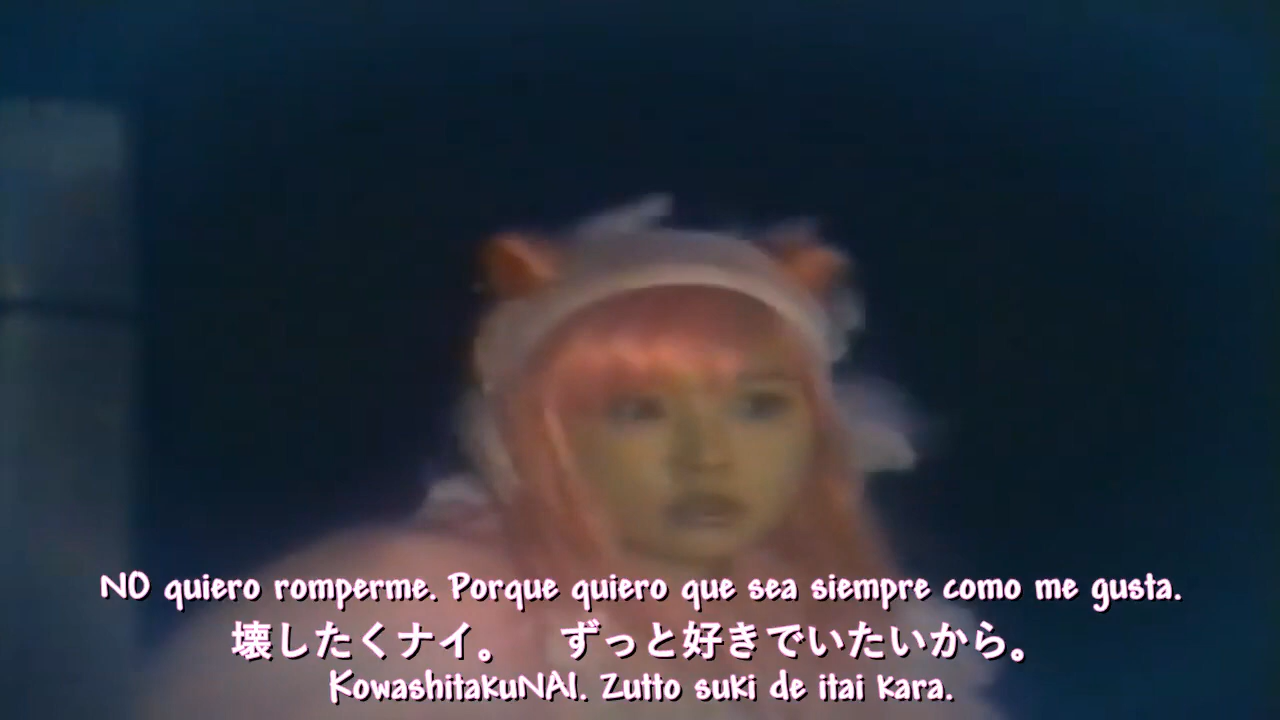 NO quiero romperme. Porque quiero que sea siempre como me gusta.
壊したくナイ。 ずっと好きでいたいから。
KowashitakuNAI. Zutto suki de itai kara.